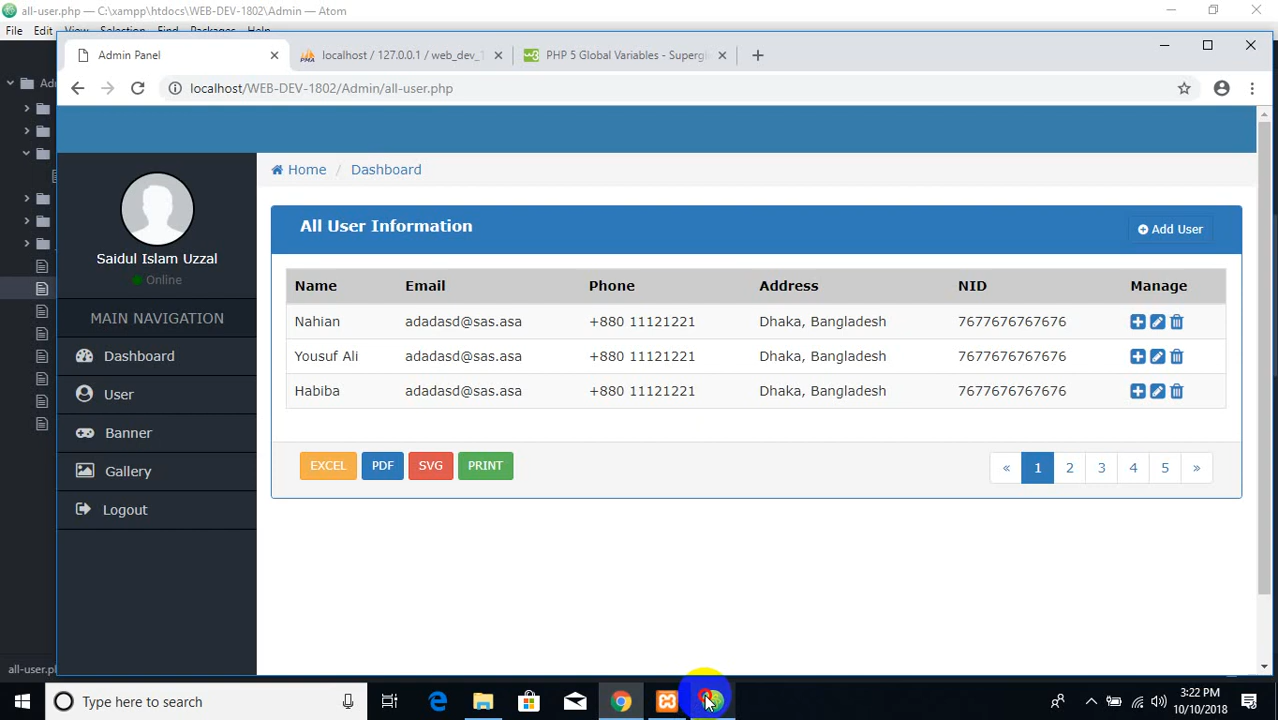 all-user.php — C:\xampp\htdocs\WEB-DEV-1802\Admin — Atom
File Edit View Selection Find Packages Help
Admin Panel
localhost / 127.0.0.1 / web_dev_1
PHP 5 Global Variables - Supergl
localhost/WEB-DEV-1802/Admin/all-user.php
Home / Dashboard
Saidul Islam Uzzal
Online
MAIN NAVIGATION
Dashboard
User
Banner
Gallery
Logout
All User Information
Add User
Name Email Phone Address NID Manage
Nahian adadasd@sas.asa +880 11121221 Dhaka, Bangladesh 7677676767676
Yousuf Ali adadasd@sas.asa +880 11121221 Dhaka, Bangladesh 7677676767676
Habiba adadasd@sas.asa +880 11121221 Dhaka, Bangladesh 7677676767676
EXCEL PDF SVG PRINT
« 1 2 3 4 5 »
all-user.ph
Type here to search
3:22 PM
10/10/2018